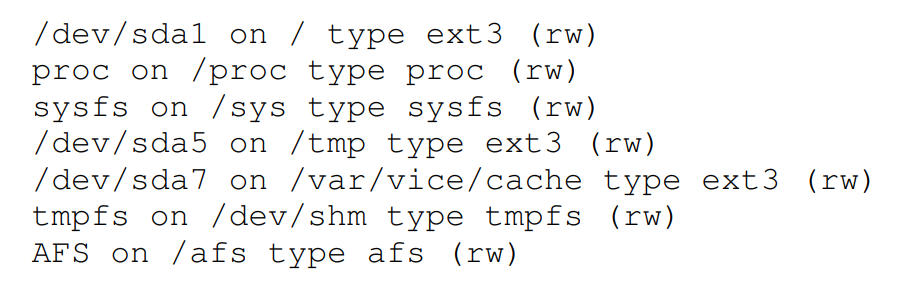 /dev/sda1 on / type ext3 (rw)
proc on /proc type proc (rw)
sysfs on /sys type sysfs (rw)
/dev/sda5 on /tmp type ext3 (rw)
/dev/sda7 on /var/vice/cache type ext3 (rw)
tmpfs on /dev/shm type tmpfs (rw)
AFS on /afs type afs (rw)